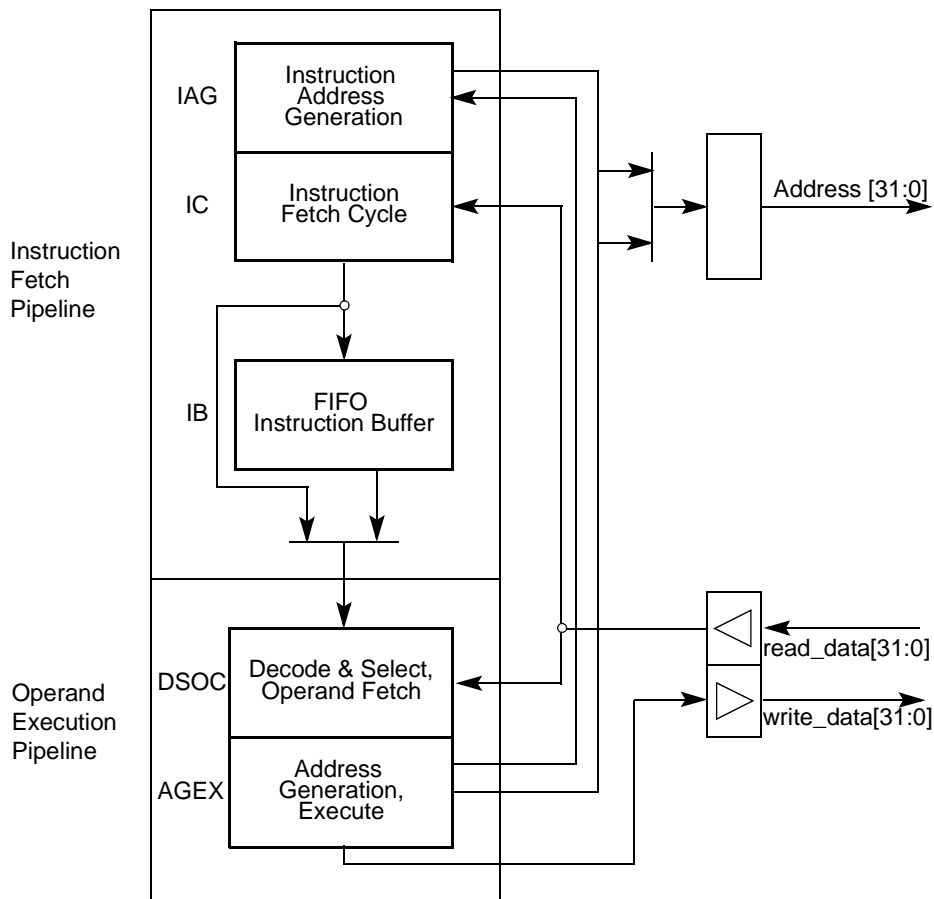 IAG
Instruction
Address
Generation
IC
Instruction
Fetch Cycle
Address [31:0]
Instruction
Fetch
Pipeline
IB
FIFO
Instruction Buffer
DSOC
Decode & Select,
Operand Fetch
read_data[31:0]
Operand
Execution
Pipeline
write_data[31:0]
AGEX
Address
Generation,
Execute